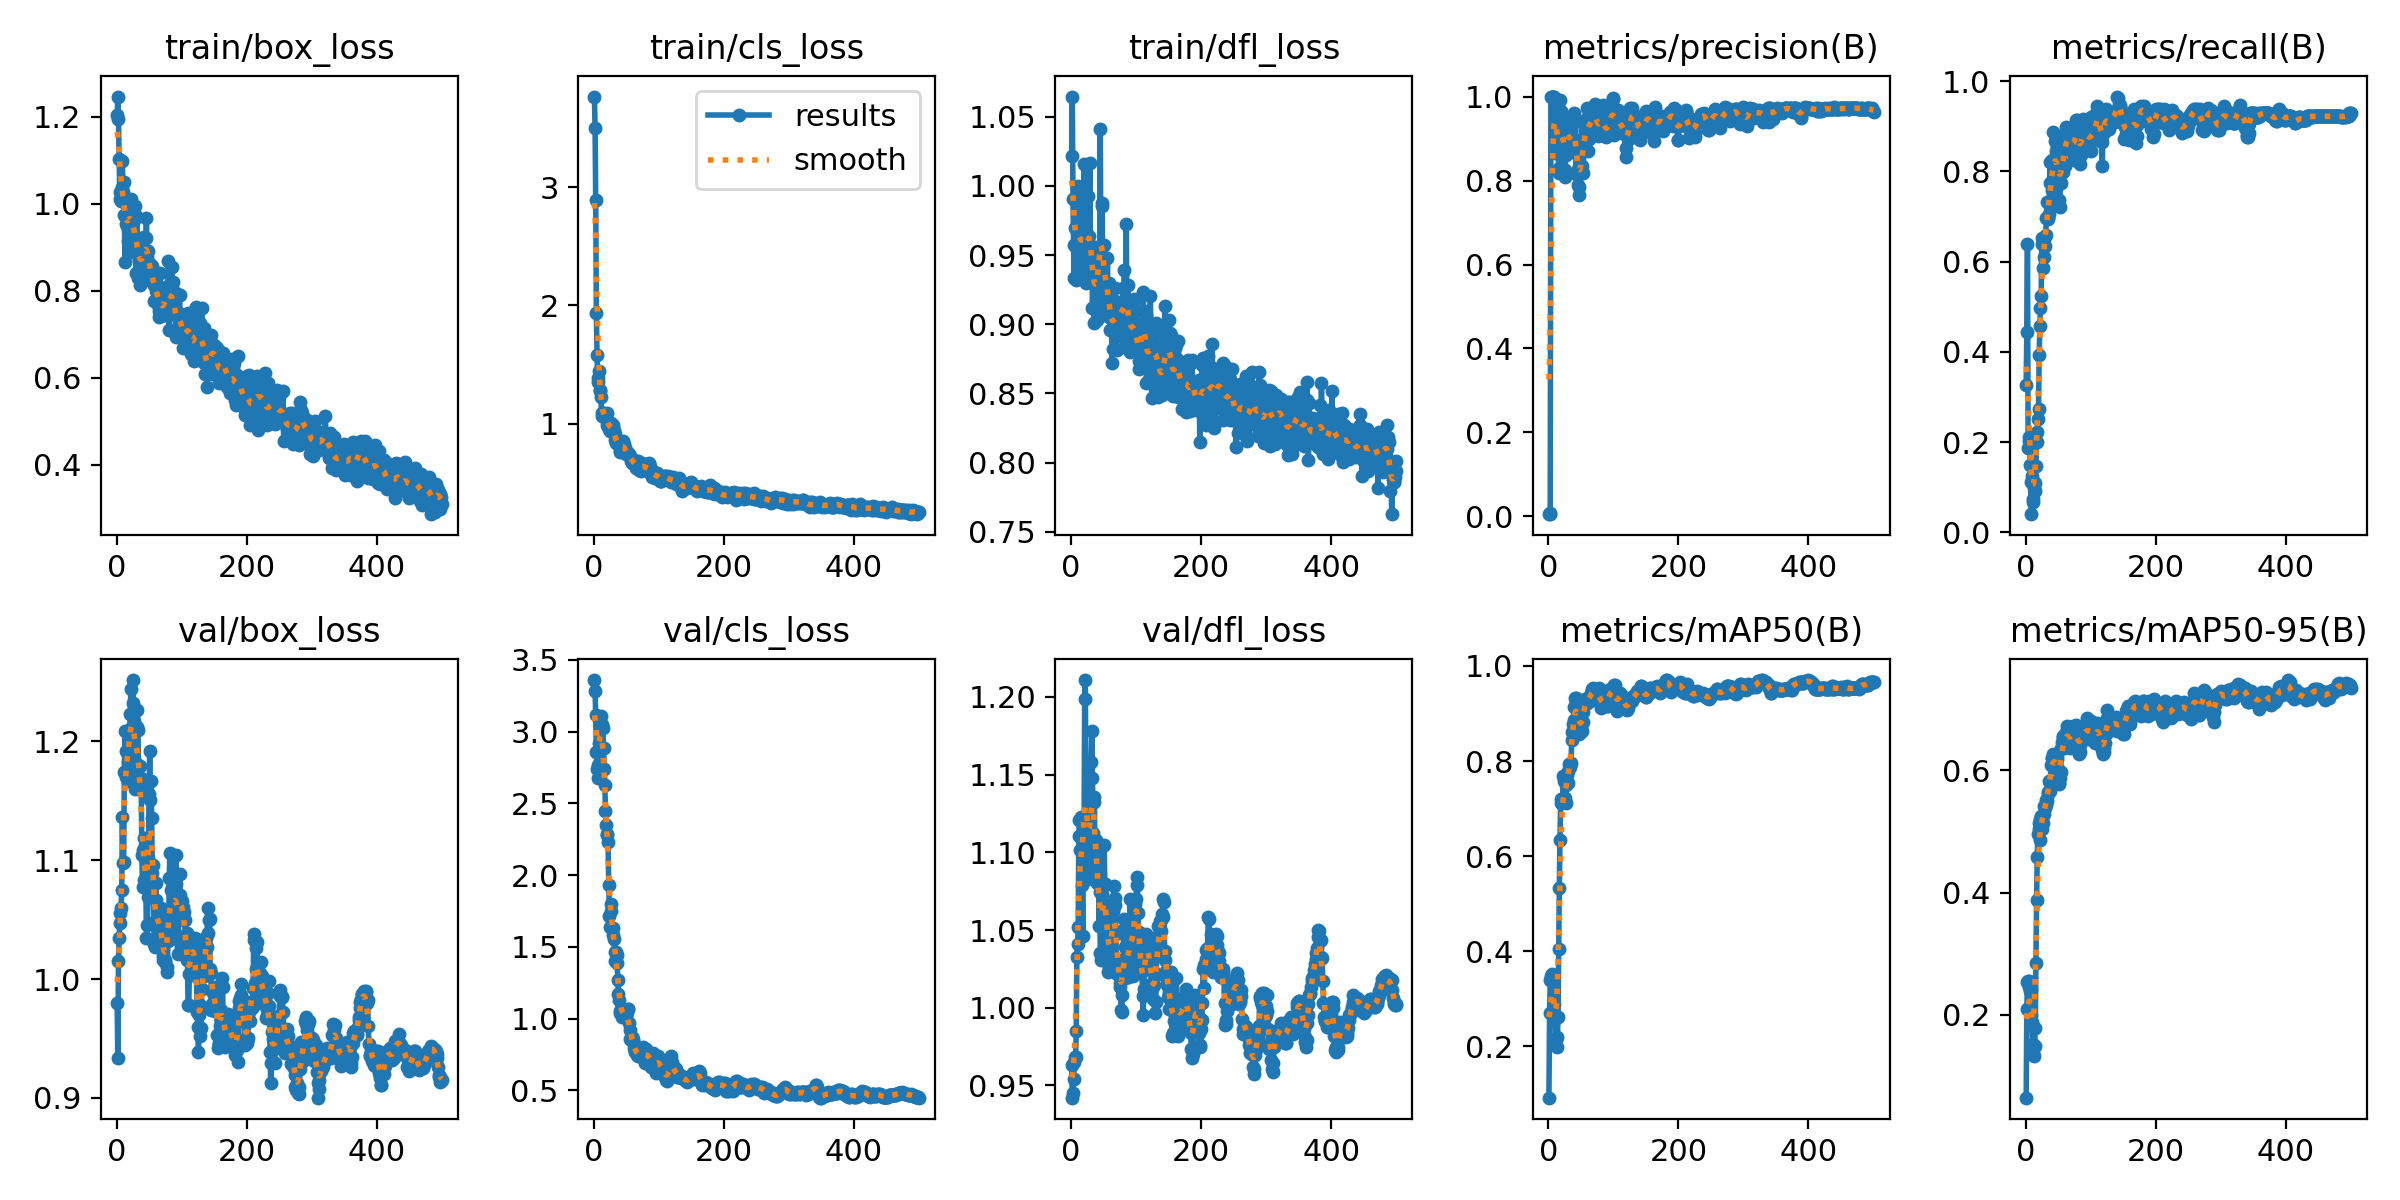 train/box_loss
1.2
1.0
0.8
0.6
0.4
0 200 400
train/cls_loss
results
smooth
3
2
1
0 200 400
train/dfl_loss
1.05
1.00
0.95
0.90
0.85
0.80
0.75
0 200 400
metrics/precision(B)
1.0
0.8
0.6
0.4
0.2
0.0
0 200 400
metrics/recall(B)
1.0
0.8
0.6
0.4
0.2
0.0
0 200 400
val/box_loss
1.2
1.1
1.0
0.9
0 200 400
val/cls_loss
3.5
3.0
2.5
2.0
1.5
1.0
0.5
0 200 400
val/dfl_loss
1.20
1.15
1.10
1.05
1.00
0.95
0 200 400
metrics/mAP50(B)
1.0
0.8
0.6
0.4
0.2
0 200 400
metrics/mAP50-95(B)
0.6
0.4
0.2
0 200 400